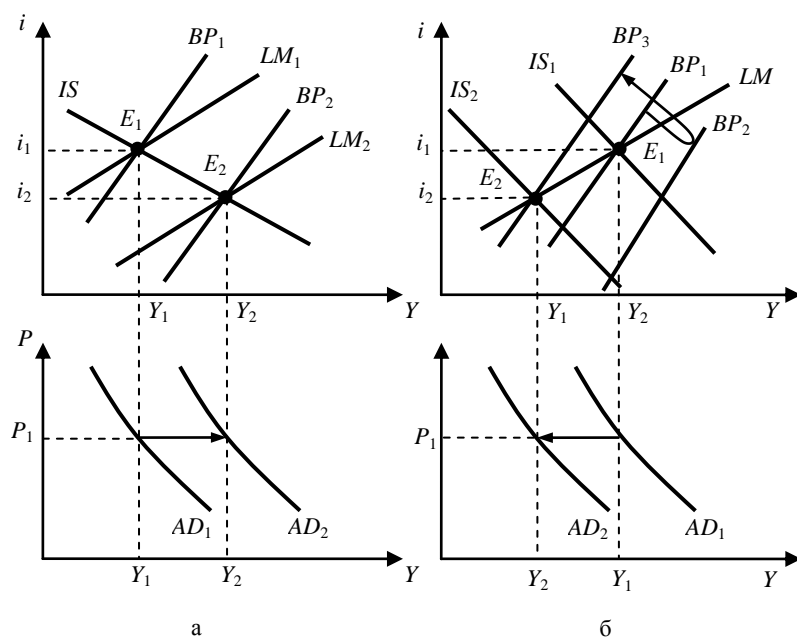 i
BP₁
LM₁
IS
E₁
BP₂
LM₂
E₂
i₁
i₂
Y₁
Y₂
Y
i
BP₃
IS₁
BP₁
LM
IS₂
BP₂
E₁
i₁
E₂
i₂
Y₁
Y₂
Y
P
P₁
AD₁
AD₂
Y₁
Y₂
Y
а
P
P₁
AD₂
AD₁
Y₂
Y₁
Y
б